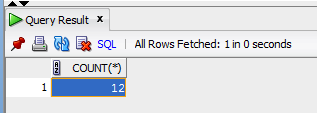 Query Result x
SQL | All Rows Fetched: 1 in 0 seconds
COUNT(*)
1 12